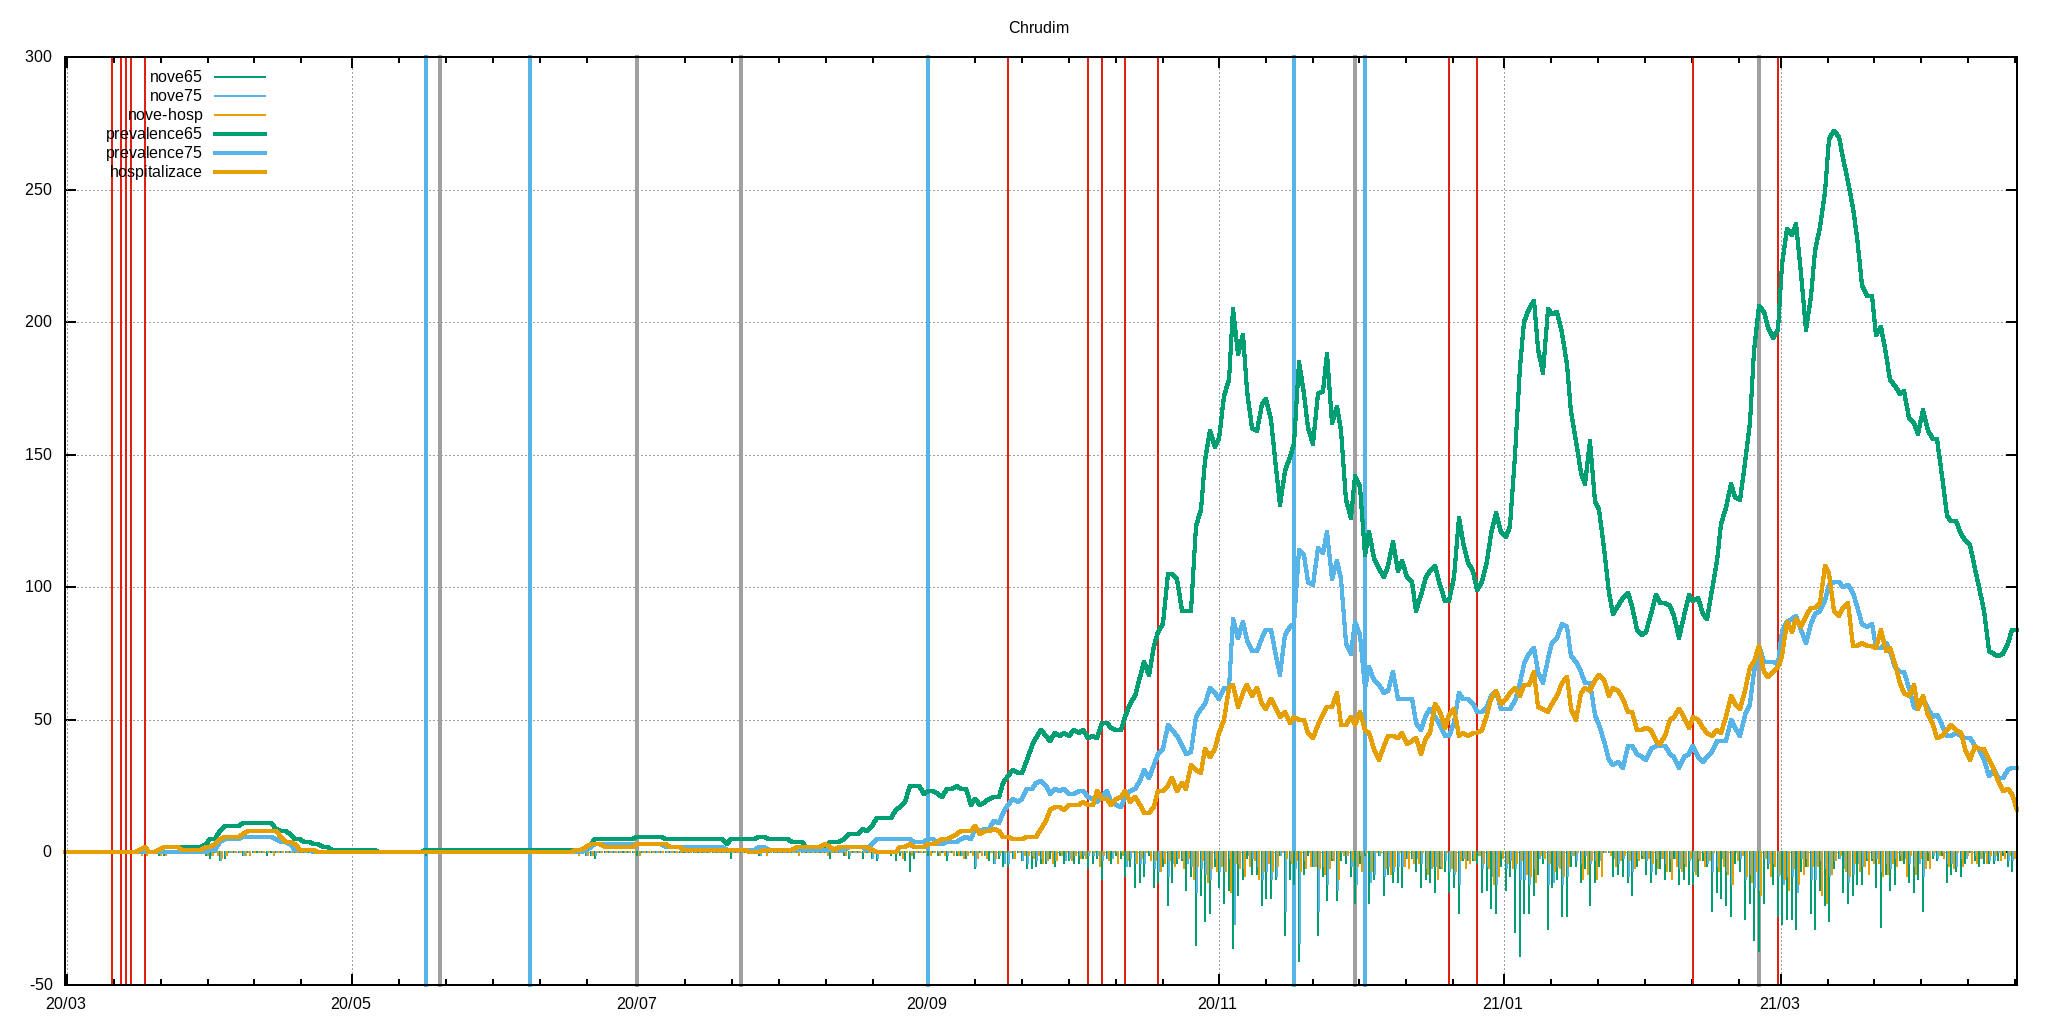 Chrudim
300
250
200
150
100
50
0
-50
nove65
nove75
nove-hosp
prevalence65
prevalence75
hospitalizace
20/03 20/05 20/07 20/09 20/11 21/01 21/03